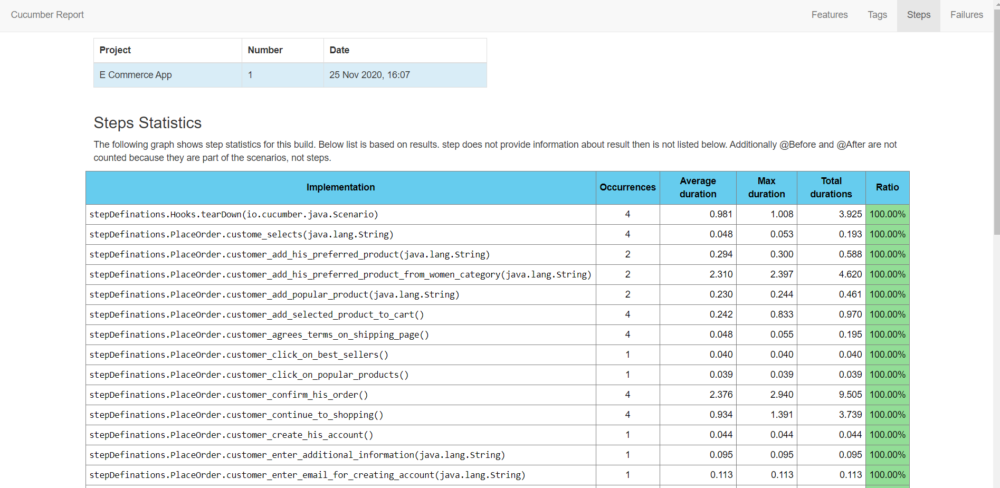 Cucumber Report Features Tags Steps Failures
Project Number Date
E Commerce App 1 25 Nov 2020, 16:07
Steps Statistics
The following graph shows step statistics for this build. Below list is based on results. step does not provide information about result then is not listed below. Additionally @Before and @After are not
counted because they are part of the scenarios, not steps.
Implementation Occurrences Average duration Max duration Total durations Ratio
stepDefinations.Hooks.tearDown(io.cucumber.java.Scenario) 4 0.981 1.008 3.925 100.00%
stepDefinations.PlaceOrder.custome_selects(java.lang.String) 4 0.048 0.053 0.193 100.00%
stepDefinations.PlaceOrder.customer_add_his_preferred_product(java.lang.String) 2 0.294 0.300 0.588 100.00%
stepDefinations.PlaceOrder.customer_add_his_preferred_product_from_women_category(java.lang.String) 2 2.310 2.397 4.620 100.00%
stepDefinations.PlaceOrder.customer_add_popular_product(java.lang.String) 2 0.230 0.244 0.461 100.00%
stepDefinations.PlaceOrder.customer_add_selected_product_to_cart() 4 0.242 0.833 0.970 100.00%
stepDefinations.PlaceOrder.customer_agrees_terms_on_shipping_page() 4 0.048 0.055 0.195 100.00%
stepDefinations.PlaceOrder.customer_click_on_best_sellers() 1 0.040 0.040 0.040 100.00%
stepDefinations.PlaceOrder.customer_click_on_popular_products() 1 0.039 0.039 0.039 100.00%
stepDefinations.PlaceOrder.customer_confirm_his_order() 4 2.376 2.940 9.505 100.00%
stepDefinations.PlaceOrder.customer_continue_to_shopping() 4 0.934 1.391 3.739 100.00%
stepDefinations.PlaceOrder.customer_create_his_account() 1 0.044 0.044 0.044 100.00%
stepDefinations.PlaceOrder.customer_enter_additional_information(java.lang.String) 1 0.095 0.095 0.095 100.00%
stepDefinations.PlaceOrder.customer_enter_email_for_creating_account(java.lang.String) 1 0.113 0.113 0.113 100.00%